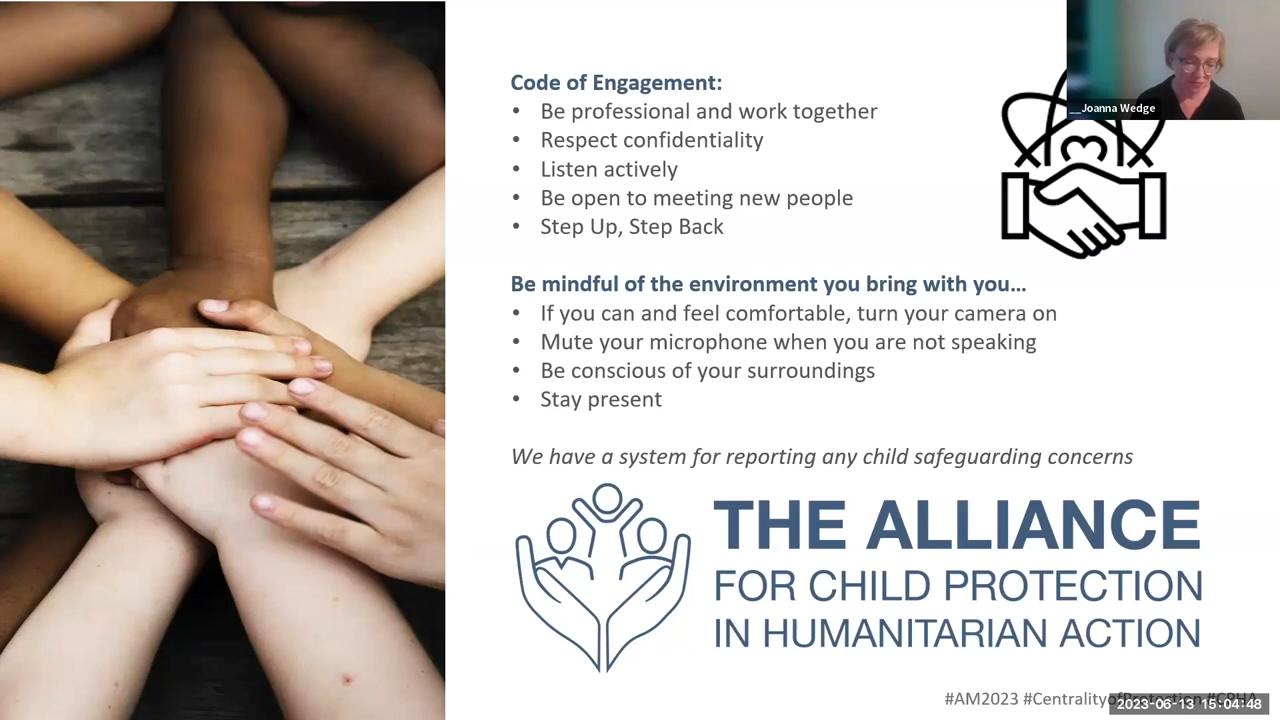 __Joanna Wedge
Code of Engagement:
• Be professional and work together
• Respect confidentiality
• Listen actively
• Be open to meeting new people
• Step Up, Step Back
Be mindful of the environment you bring with you...
• If you can and feel comfortable, turn your camera on
• Mute your microphone when you are not speaking
• Be conscious of your surroundings
• Stay present
We have a system for reporting any child safeguarding concerns
THE ALLIANCE
FOR CHILD PROTECTION
IN HUMANITARIAN ACTION
#AM2023 #CentralityofProtection
2023-06-13 15:04:48